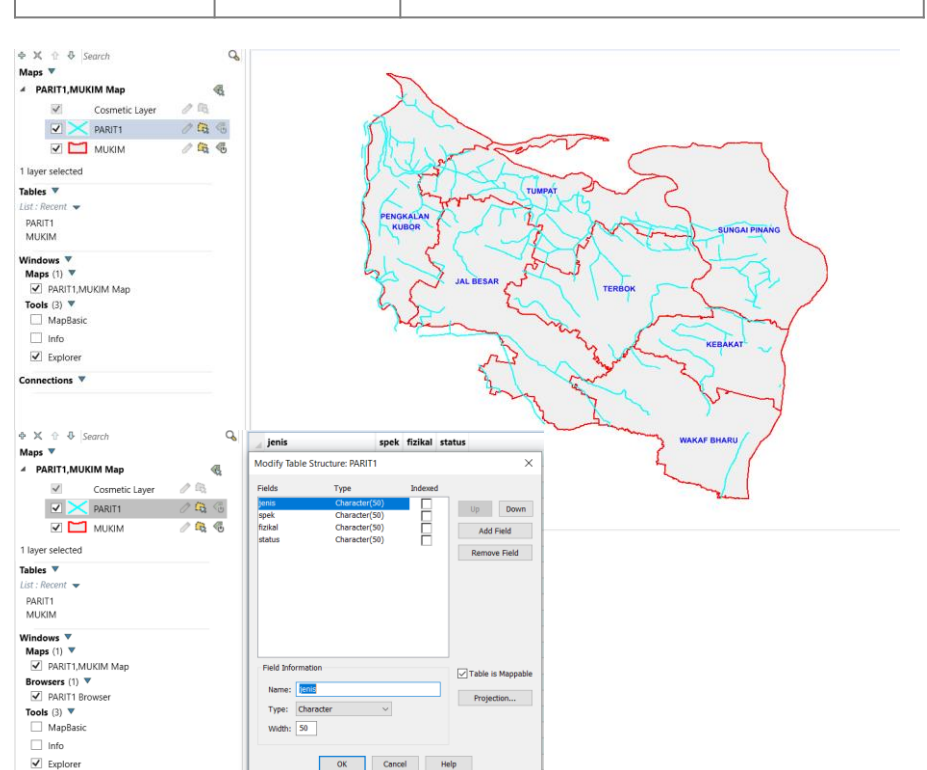 Search
Maps
PARIT1,MUKIM Map
Cosmetic Layer
PARIT1
MUKIM
1 layer selected
Tables
List : Recent
PARIT1
MUKIM
Windows
Maps (1)
PARIT1,MUKIM Map
Tools (3)
MapBasic
Info
Explorer
Connections
TUMPAT
PENGKALAN
KUBOR
SUNGAI PINANG
JAL BESAR
TERBOK
KEBAKAT
WAKAF BHARU
Search
Maps
PARIT1,MUKIM Map
Cosmetic Layer
PARIT1
MUKIM
1 layer selected
Tables
List : Recent
PARIT1
MUKIM
Windows
Maps (1)
PARIT1,MUKIM Map
Browsers (1)
PARIT1 Browser
Tools (3)
MapBasic
Info
Explorer
jenis spek fizikal status
Modify Table Structure: PARIT1
Fields Type Indexed
jenis Character(50)
spek Character(50)
fizikal Character(50)
status Character(50)
Up Down
Add Field
Remove Field
Field Information
Name: jenis
Type: Character
Width: 50
Table is Mappable
Projection...
OK Cancel Help